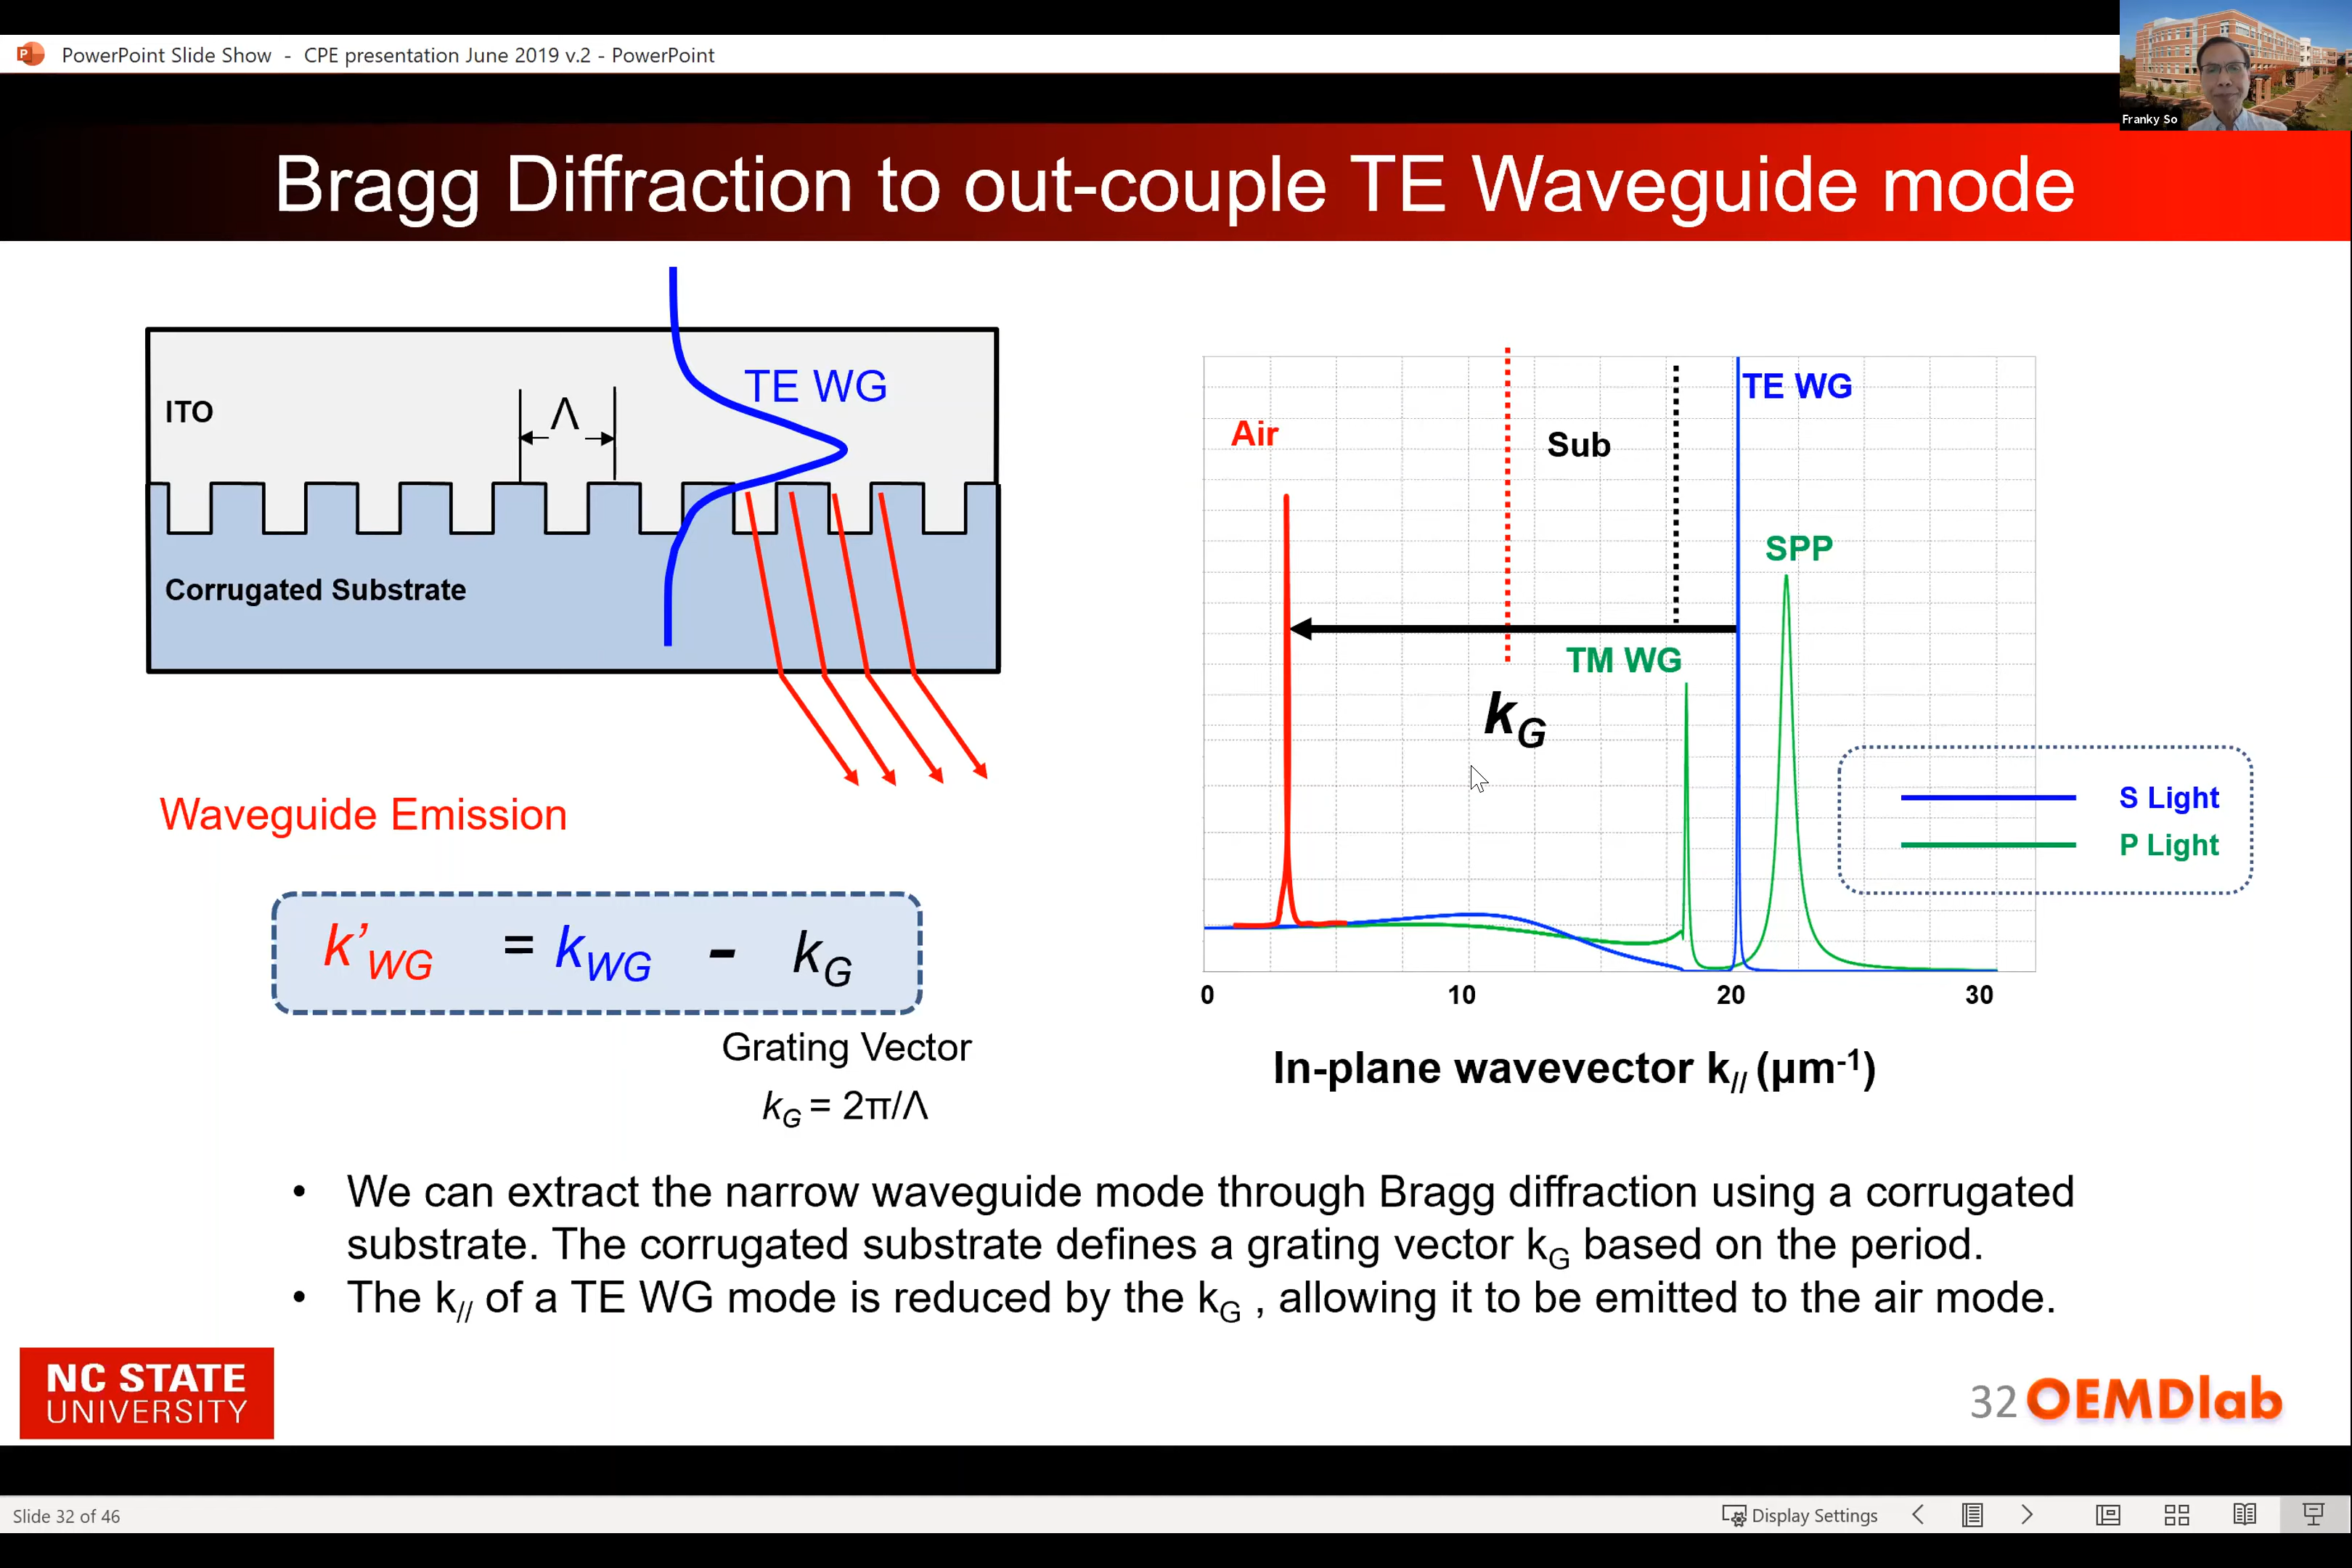 PowerPoint Slide Show - CPE presentation June 2019 v.2 - PowerPoint
Franky So
Bragg Diffraction to out-couple TE Waveguide mode
ITO
Λ
TE WG
Corrugated Substrate
Waveguide Emission
k’WG = kWG - kG
Grating Vector
kG = 2π/Λ
Air
Sub
TE WG
SPP
TM WG
kG
S Light
P Light
0 10 20 30
In-plane wavevector k// (μm-1)
• We can extract the narrow waveguide mode through Bragg diffraction using a corrugated
substrate. The corrugated substrate defines a grating vector kG based on the period.
• The k// of a TE WG mode is reduced by the kG , allowing it to be emitted to the air mode.
NC STATE
UNIVERSITY
32 OEMDlab
Slide 32 of 46
Display Settings